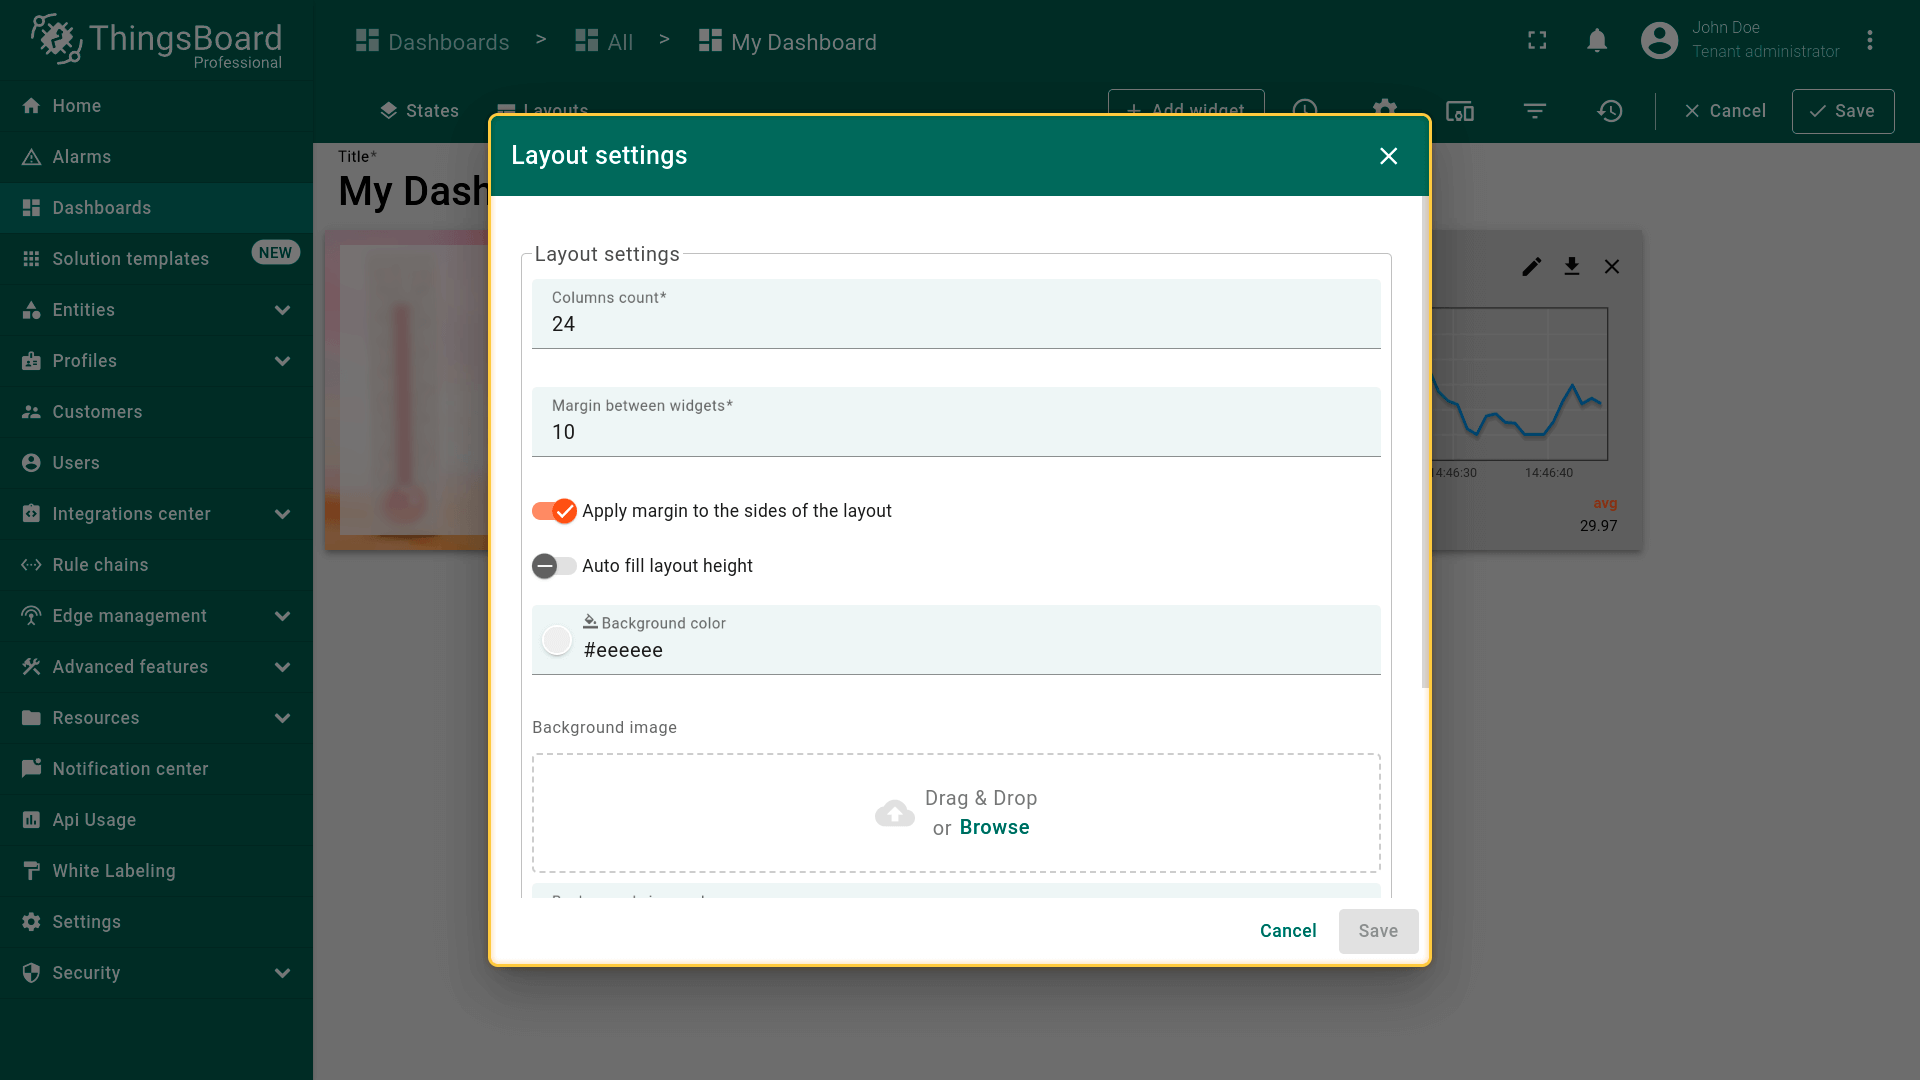 ThingsBoard
Professional
Dashboards > All > My Dashboard
John Doe
Tenant administrator
Home
Alarms
Dashboards
Solution templates NEW
Entities
Profiles
Customers
Users
Integrations center
Rule chains
Edge management
Advanced features
Resources
Notification center
Api Usage
White Labeling
Settings
Security
States Layouts + Add widget Cancel Save
Title*
My Dash
Layout settings
Layout settings
Columns count*
24
Margin between widgets*
10
Apply margin to the sides of the layout
Auto fill layout height
Background color
#eeeeee
Background image
Drag & Drop
or Browse
Cancel Save
14:46:30 14:46:40
avg
29.97